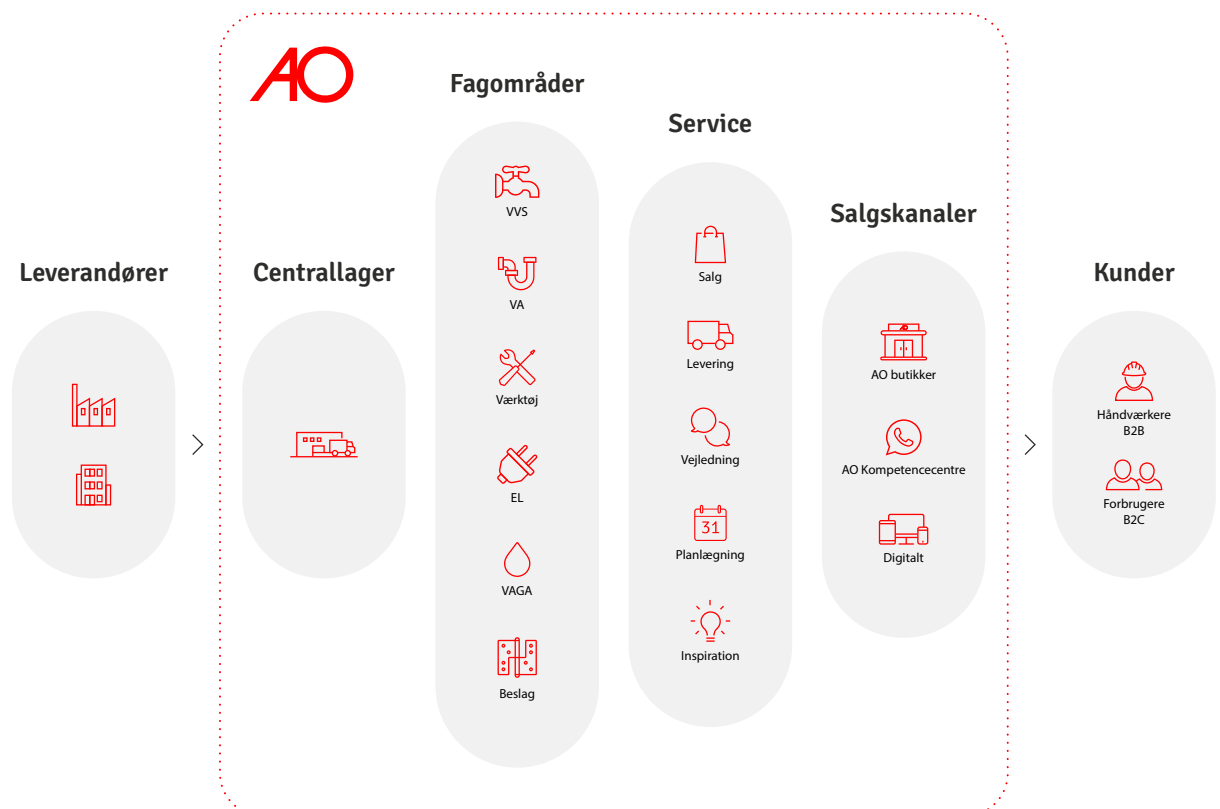 AO
Leverandører
Centrallager
Fagområder
VVS
VA
Værktøj
EL
VAGA
Beslag
Service
Salg
Levering
Vejledning
31
Planlægning
Inspiration
Salgskanaler
AO
AO butikker
AO Kompetencecentre
Digitalt
Kunder
Håndværkere
B2B
Forbrugere
B2C